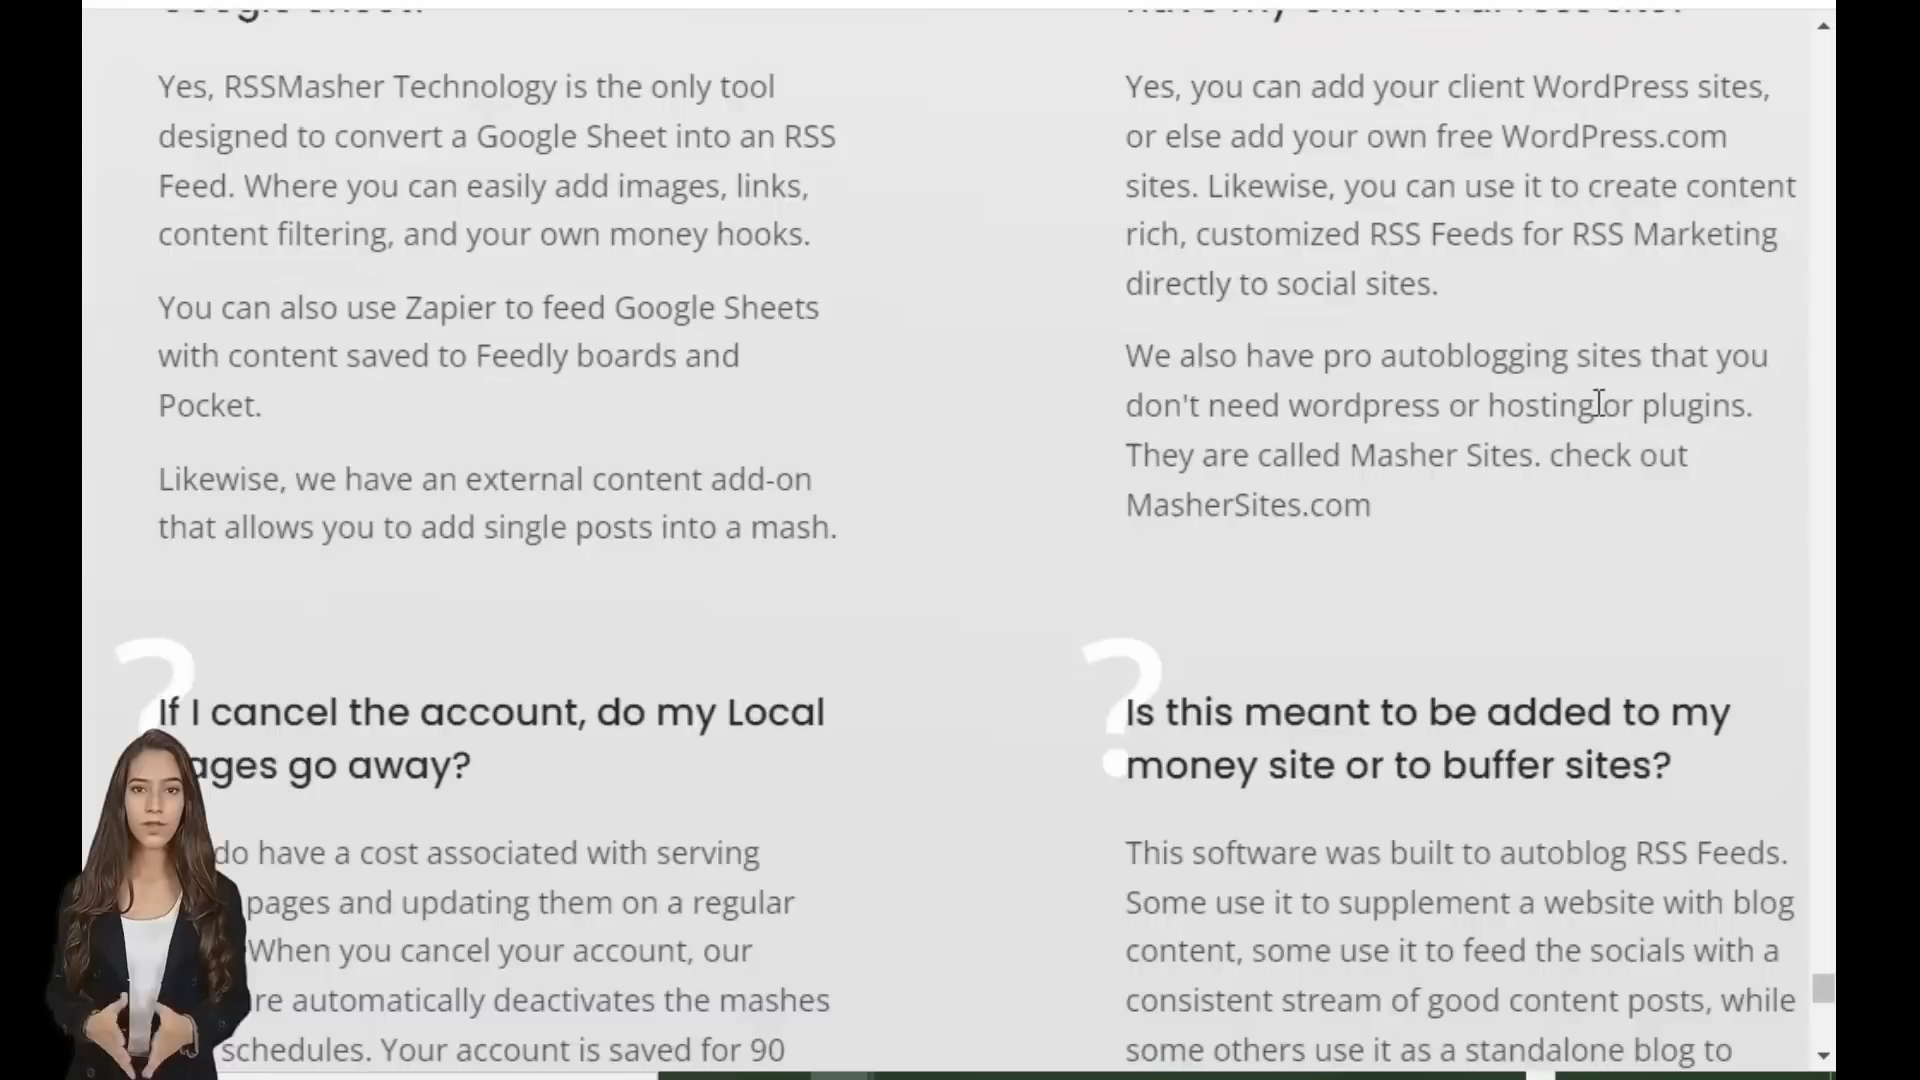 Yes, RSSMasher Technology is the only tool
designed to convert a Google Sheet into an RSS
Feed. Where you can easily add images, links,
content filtering, and your own money hooks.
You can also use Zapier to feed Google Sheets
with content saved to Feedly boards and
Pocket.
Likewise, we have an external content add-on
that allows you to add single posts into a mash.
?
If I cancel the account, do my Local
ages go away?
do have a cost associated with serving
pages and updating them on a regular
When you cancel your account, our
re automatically deactivates the mashes
schedules. Your account is saved for 90
Yes, you can add your client WordPress sites,
or else add your own free WordPress.com
sites. Likewise, you can use it to create content
rich, customized RSS Feeds for RSS Marketing
directly to social sites.
We also have pro autoblogging sites that you
don't need wordpress or hosting or plugins.
They are called Masher Sites. check out
MasherSites.com
?
Is this meant to be added to my
money site or to buffer sites?
This software was built to autoblog RSS Feeds.
Some use it to supplement a website with blog
content, some use it to feed the socials with a
consistent stream of good content posts, while
some others use it as a standalone blog to